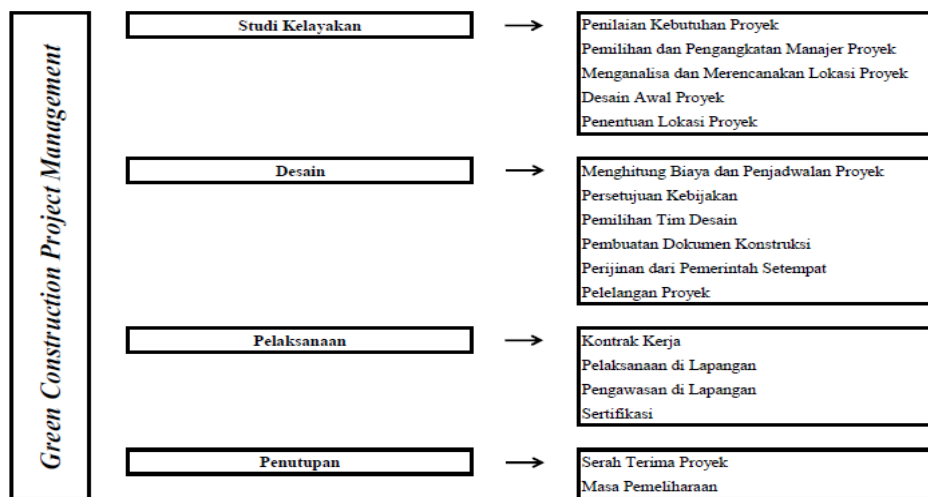 Green Construction Project Management
Studi Kelayakan
Penilaian Kebutuhan Proyek
Pemilihan dan Pengangkatan Manajer Proyek
Menganalisa dan Merencanakan Lokasi Proyek
Desain Awal Proyek
Penentuan Lokasi Proyek
Desain
Menghitung Biaya dan Penjadwalan Proyek
Persetujuan Kebijakan
Pemilihan Tim Desain
Pembuatan Dokumen Konstruksi
Perijinan dari Pemerintah Setempat
Pelelangan Proyek
Pelaksanaan
Kontrak Kerja
Pelaksanaan di Lapangan
Pengawasan di Lapangan
Sertifikasi
Penutupan
Serah Terima Proyek
Masa Pemeliharaan